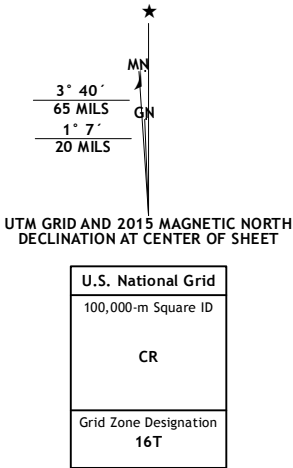 ★
MN
3° 40´
65 MILS
GN
1° 7´
20 MILS
UTM GRID AND 2015 MAGNETIC NORTH
DECLINATION AT CENTER OF SHEET
U.S. National Grid
100,000-m Square ID
CR
Grid Zone Designation
16T